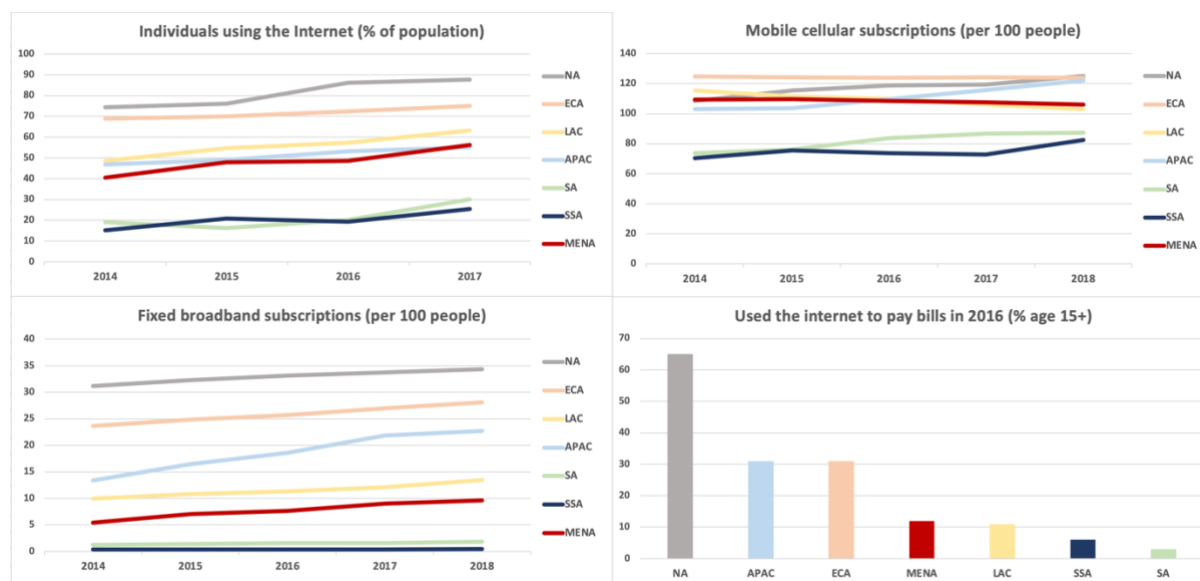 Individuals using the Internet (% of population)
100
90
80
70
60
50
40
30
20
10
0
2014 2015 2016 2017
NA
ECA
LAC
APAC
SA
SSA
MENA
Mobile cellular subscriptions (per 100 people)
140
120
100
80
60
40
20
0
2014 2015 2016 2017 2018
NA
ECA
LAC
APAC
SA
SSA
MENA
Fixed broadband subscriptions (per 100 people)
40
35
30
25
20
15
10
5
0
2014 2015 2016 2017 2018
NA
ECA
LAC
APAC
SA
SSA
MENA
Used the internet to pay bills in 2016 (% age 15+)
70
60
50
40
30
20
10
0
NA APAC ECA MENA LAC SSA SA